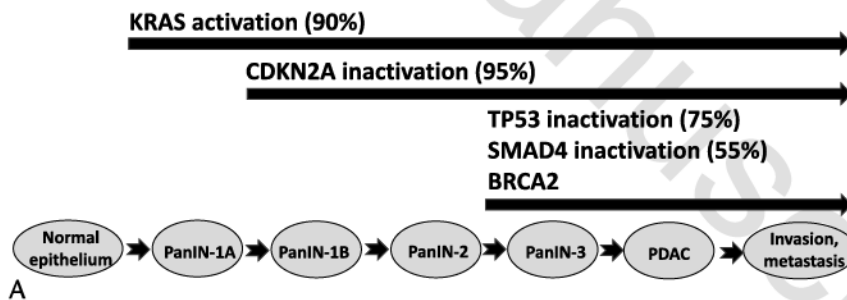 KRAS activation (90%)
CDKN2A inactivation (95%)
TP53 inactivation (75%)
SMAD4 inactivation (55%)
BRCA2
Normal
epithelium
PanIN-1A
PanIN-1B
PanIN-2
PanIN-3
PDAC
Invasion,
metastasis
A